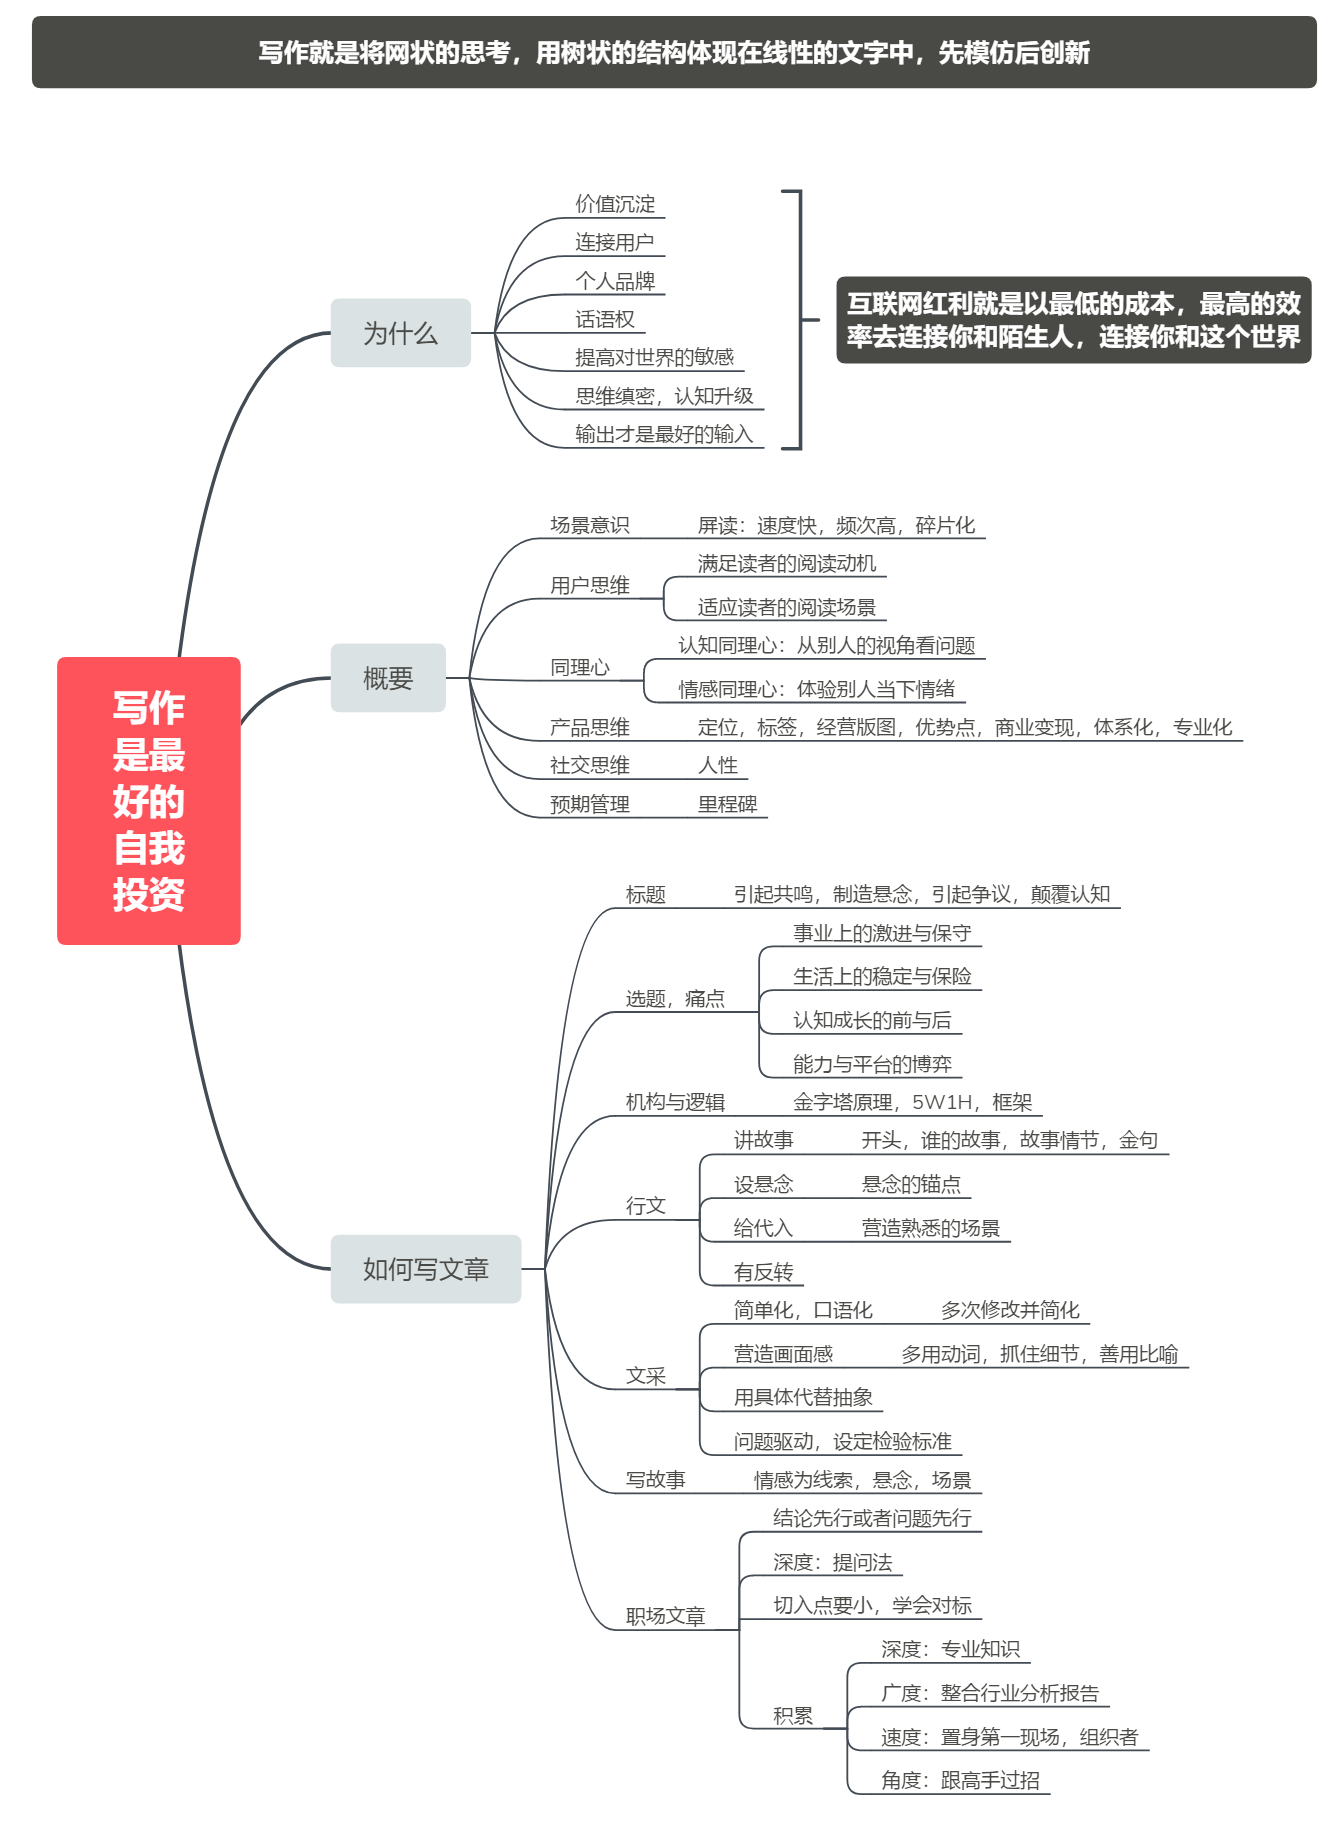 写作就是将网状的思考，用树状的结构体现在线性的文字中，先模仿后创新
写作
是最
好的
自我
投资
为什么
价值沉淀
连接用户
个人品牌
话语权
提高对世界的敏感
思维缜密，认知升级
输出才是最好的输入
互联网红利就是以最低的成本，最高的效
率去连接你和陌生人，连接你和这个世界
概要
场景意识
屏读：速度快，频次高，碎片化
用户思维
满足读者的阅读动机
适应读者的阅读场景
同理心
认知同理心：从别人的视角看问题
情感同理心：体验别人当下情绪
产品思维
定位，标签，经营版图，优势点，商业变现，体系化，专业化
社交思维
人性
预期管理
里程碑
如何写文章
标题
引起共鸣，制造悬念，引起争议，颠覆认知
选题，痛点
事业上的激进与保守
生活上的稳定与保险
认知成长的前与后
能力与平台的博弈
机构与逻辑
金字塔原理，5W1H，框架
行文
讲故事
开头，谁的故事，故事情节，金句
设悬念
悬念的锚点
给代入
营造熟悉的场景
有反转
文采
简单化，口语化
多次修改并简化
营造画面感
多用动词，抓住细节，善用比喻
用具体代替抽象
问题驱动，设定检验标准
写故事
情感为线索，悬念，场景
职场文章
结论先行或者问题先行
深度：提问法
切入点要小，学会对标
积累
深度：专业知识
广度：整合行业分析报告
速度：置身第一现场，组织者
角度：跟高手过招